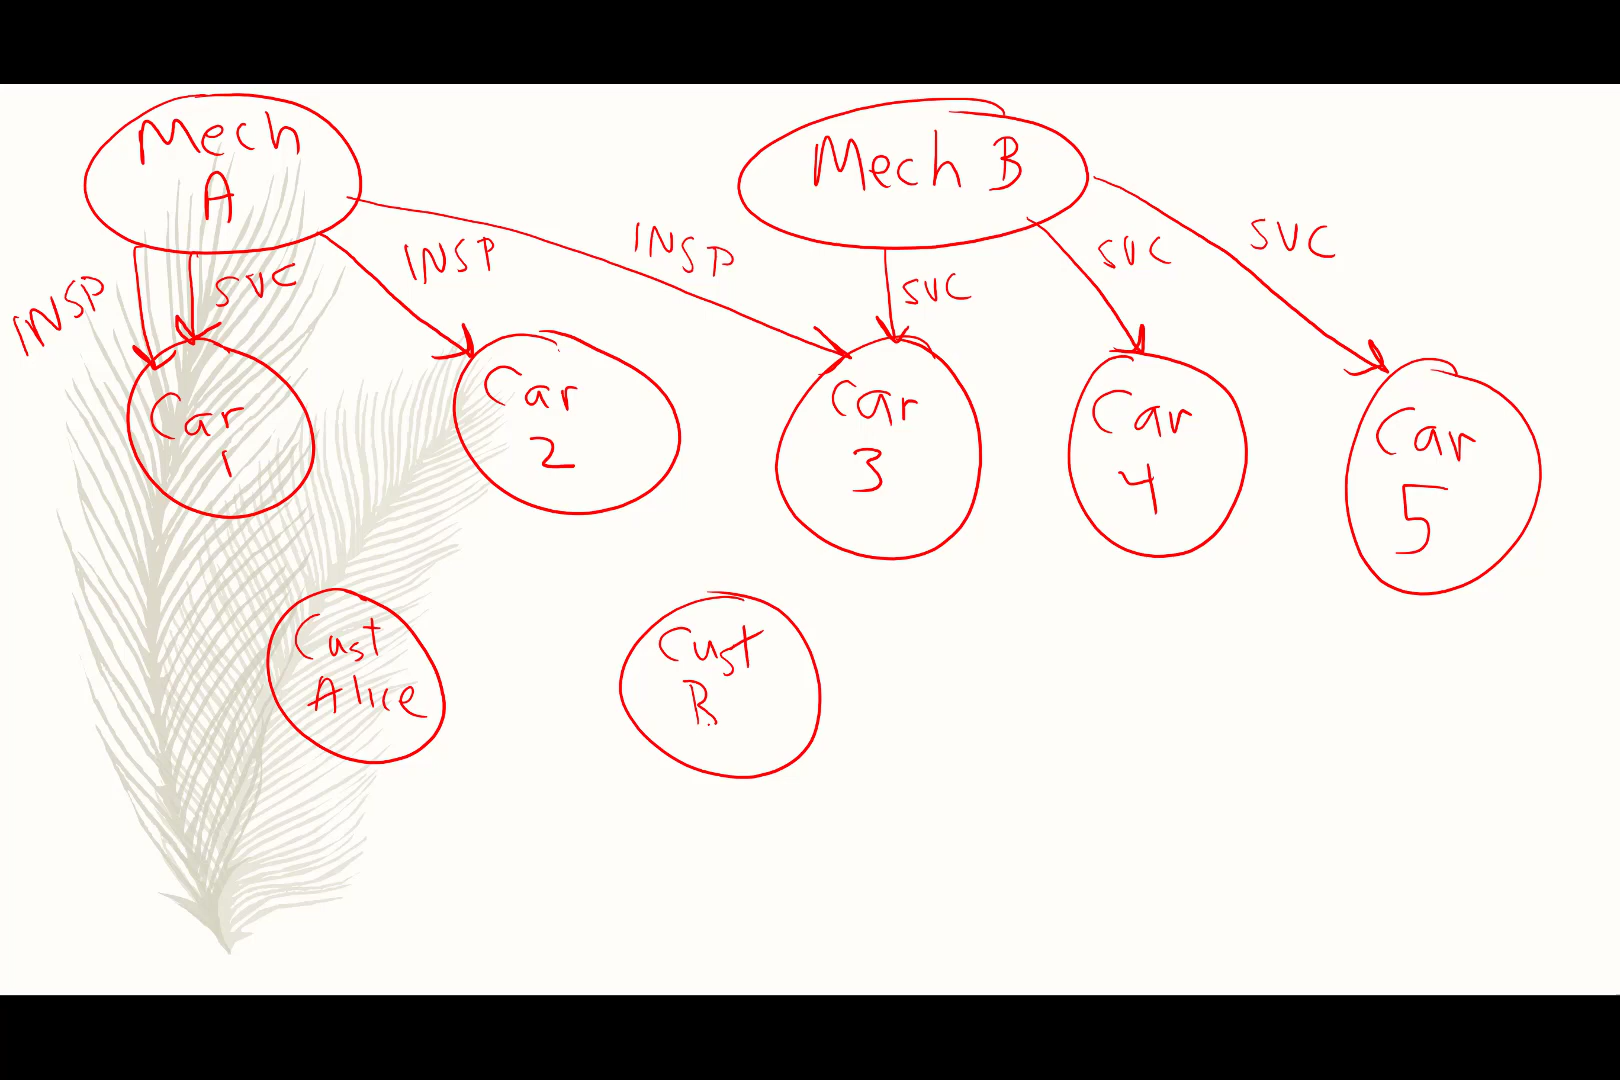 Mech
A
Mech B
INSP
SVC
INSP
INSP
SVC
SVC
SVC
Car
1
Car
2
Car
3
Car
4
Car
5
Cust
Alice
Cust
B